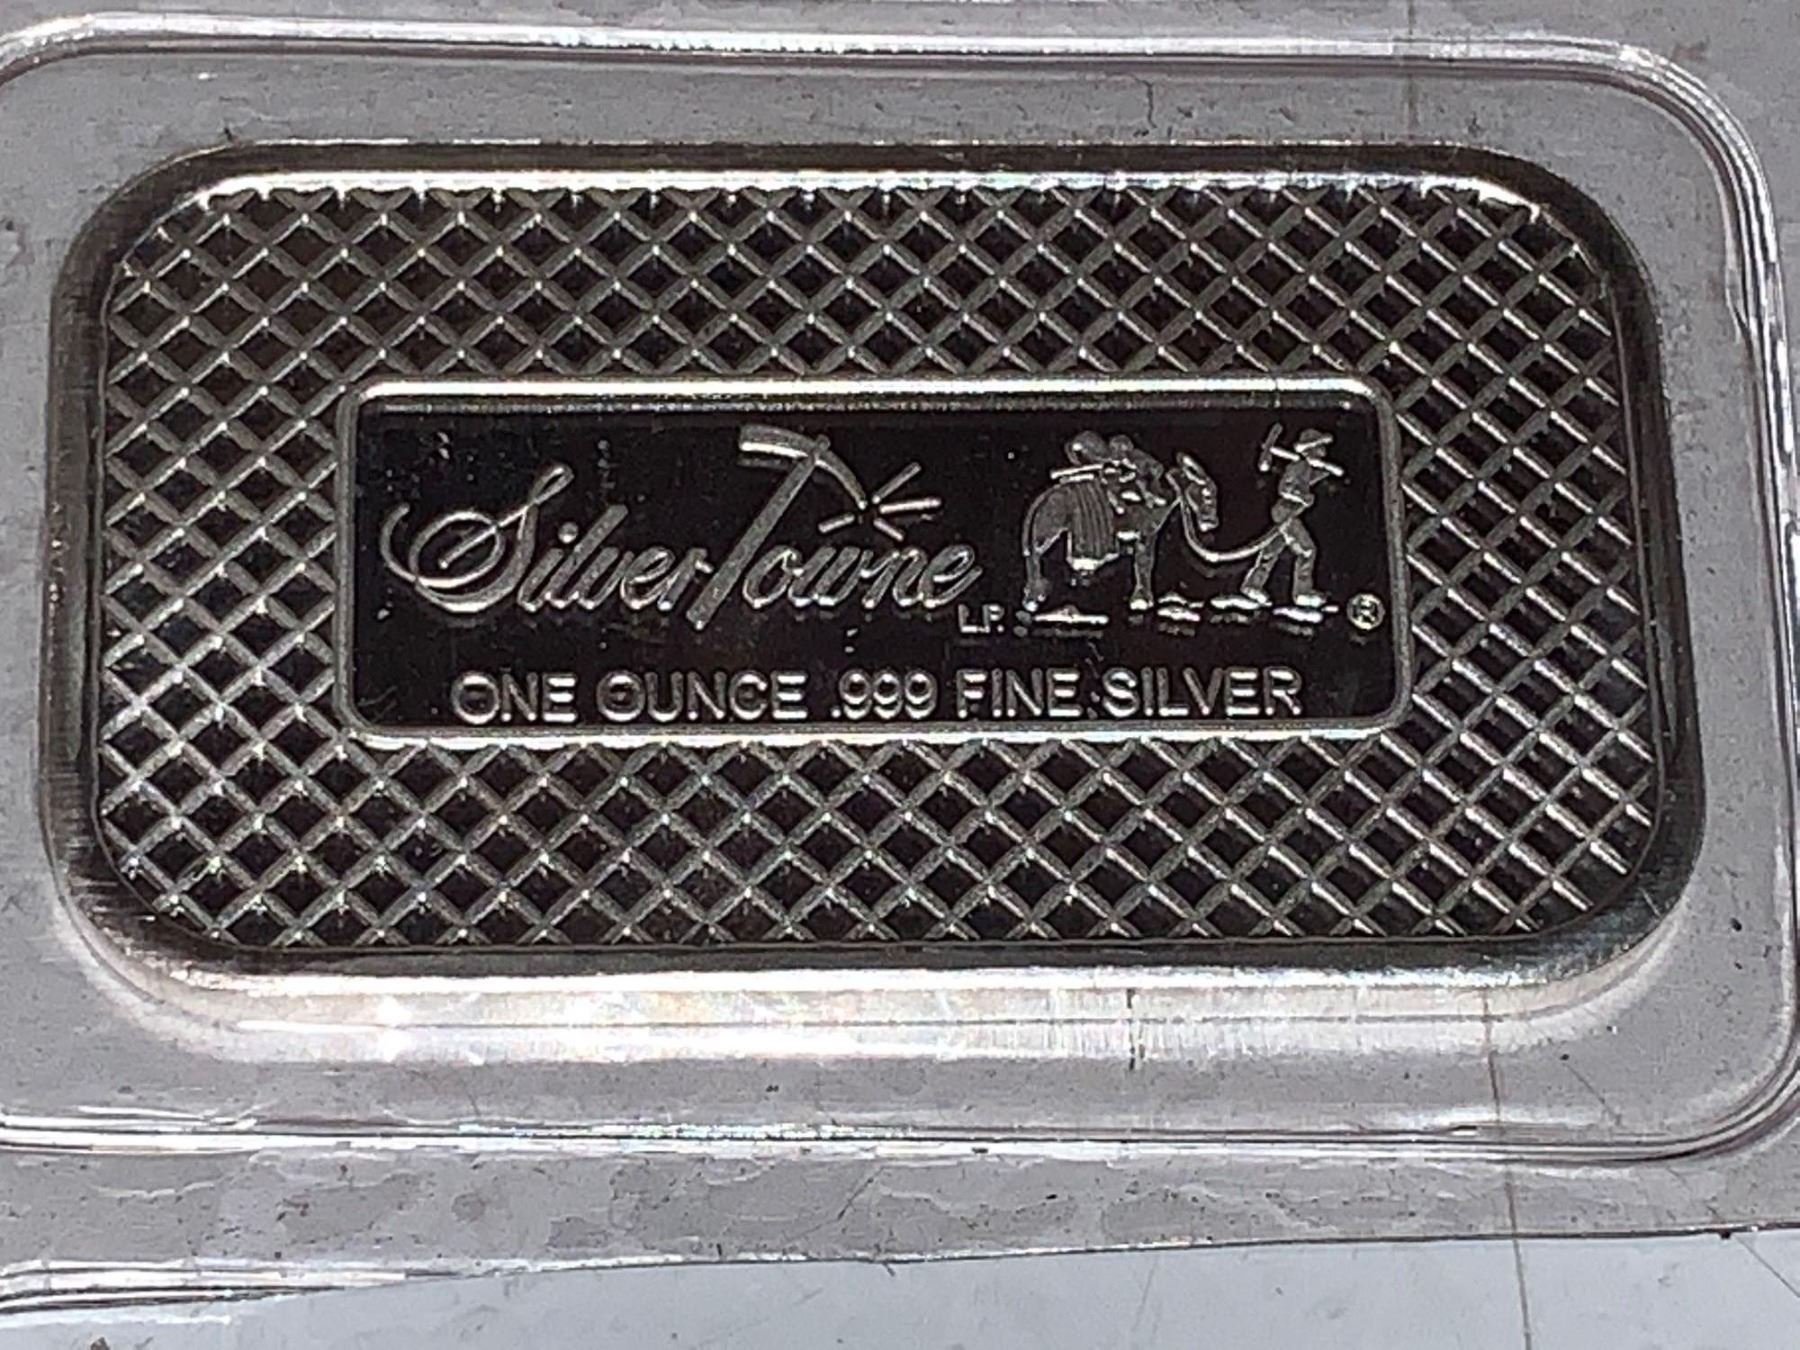 SilverTowne L.P. ®
ONE OUNCE .999 FINE SILVER